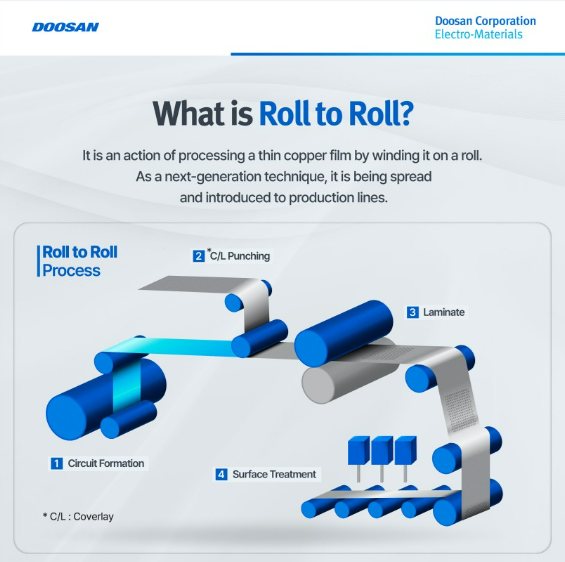 DOOSAN
Doosan Corporation
Electro-Materials
What is Roll to Roll?
It is an action of processing a thin copper film by winding it on a roll.
As a next-generation technique, it is being spread
and introduced to production lines.
Roll to Roll
Process
2 *C/L Punching
3 Laminate
1 Circuit Formation
4 Surface Treatment
* C/L : Coverlay